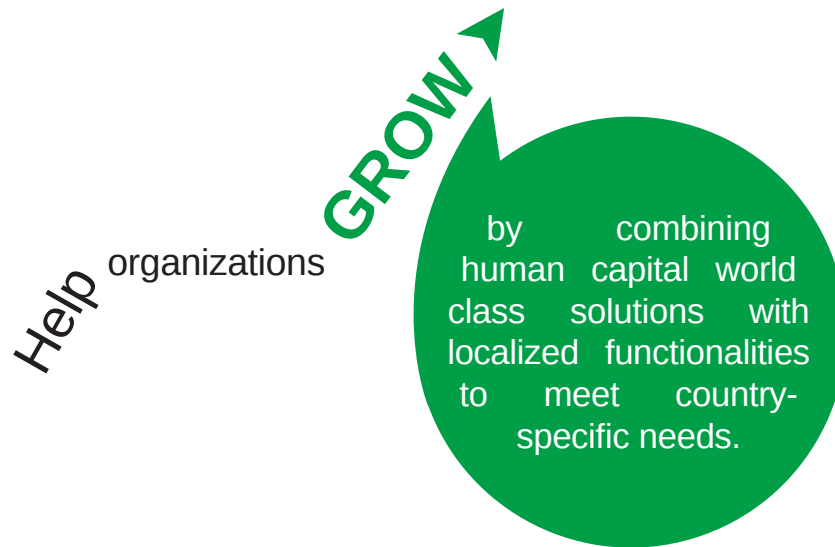 Help
organizations
GROW
by combining
human capital world
class solutions with
localized functionalities
to meet country-
specific needs.